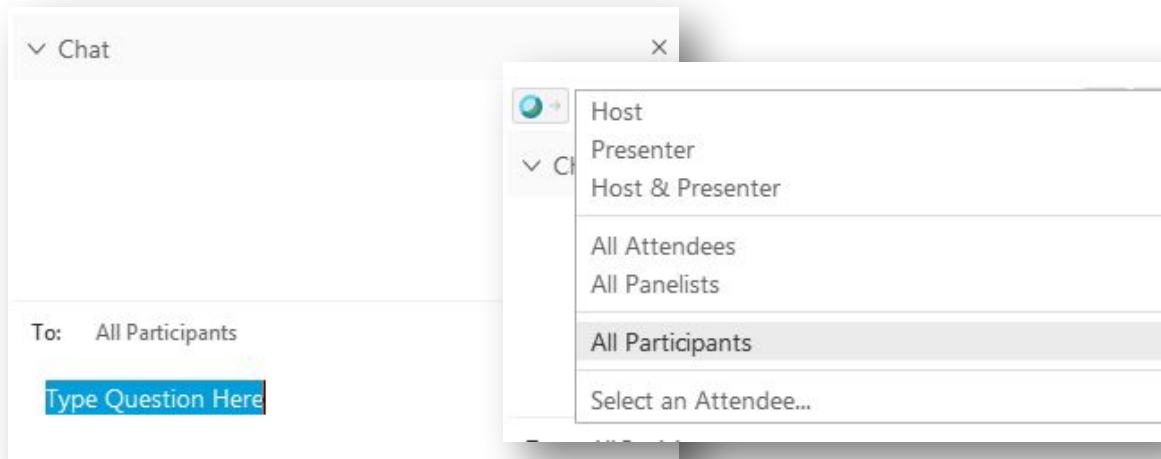 Chat
To: All Participants
Type Question Here
Host
Presenter
Host & Presenter
All Attendees
All Panelists
All Participants
Select an Attendee...